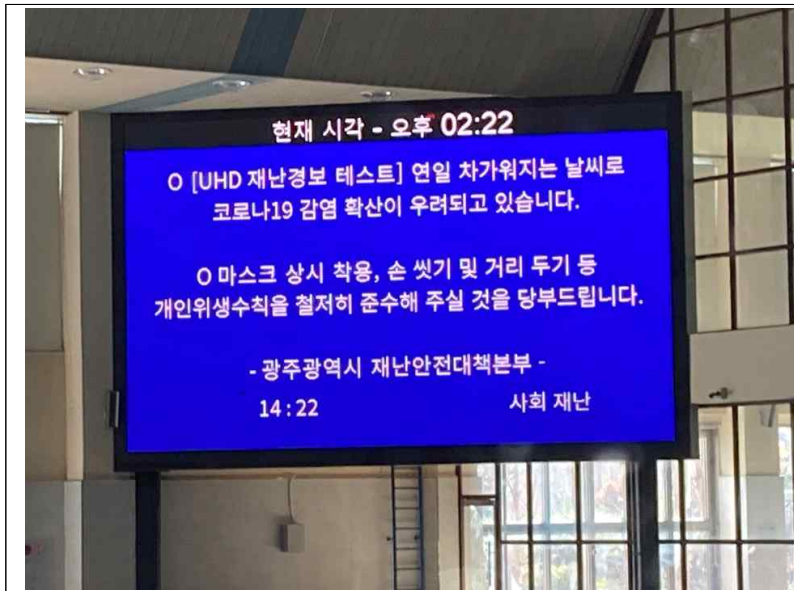 현재 시각 - 오후 02:22
O [UHD 재난경보 테스트] 연일 차가워지는 날씨로
코로나19 감염 확산이 우려되고 있습니다.
O 마스크 상시 착용, 손 씻기 및 거리 두기 등
개인위생수칙을 철저히 준수해 주실 것을 당부드립니다.
- 광주광역시 재난안전대책본부 -
14:22 사회 재난